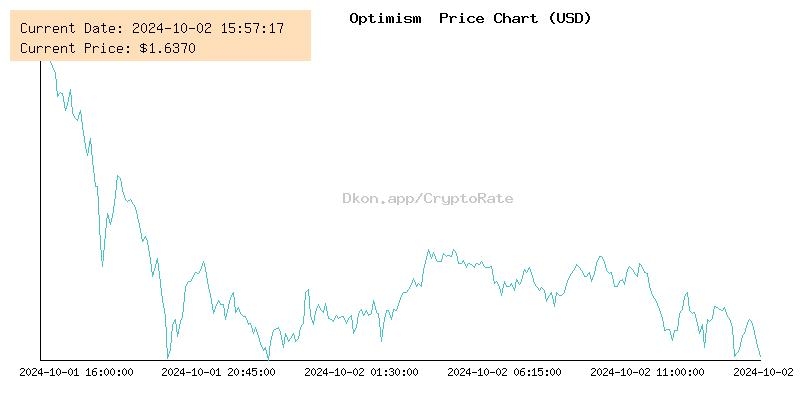 Optimism  Price Chart (USD)
Current Date: 2024-10-02 15:57:17
Current Price: $1.6370
Dkon.app/CryptoRate
2024-10-01 16:00:00 2024-10-01 20:45:00 2024-10-02 01:30:00 2024-10-02 06:15:00 2024-10-02 11:00:00 2024-10-02